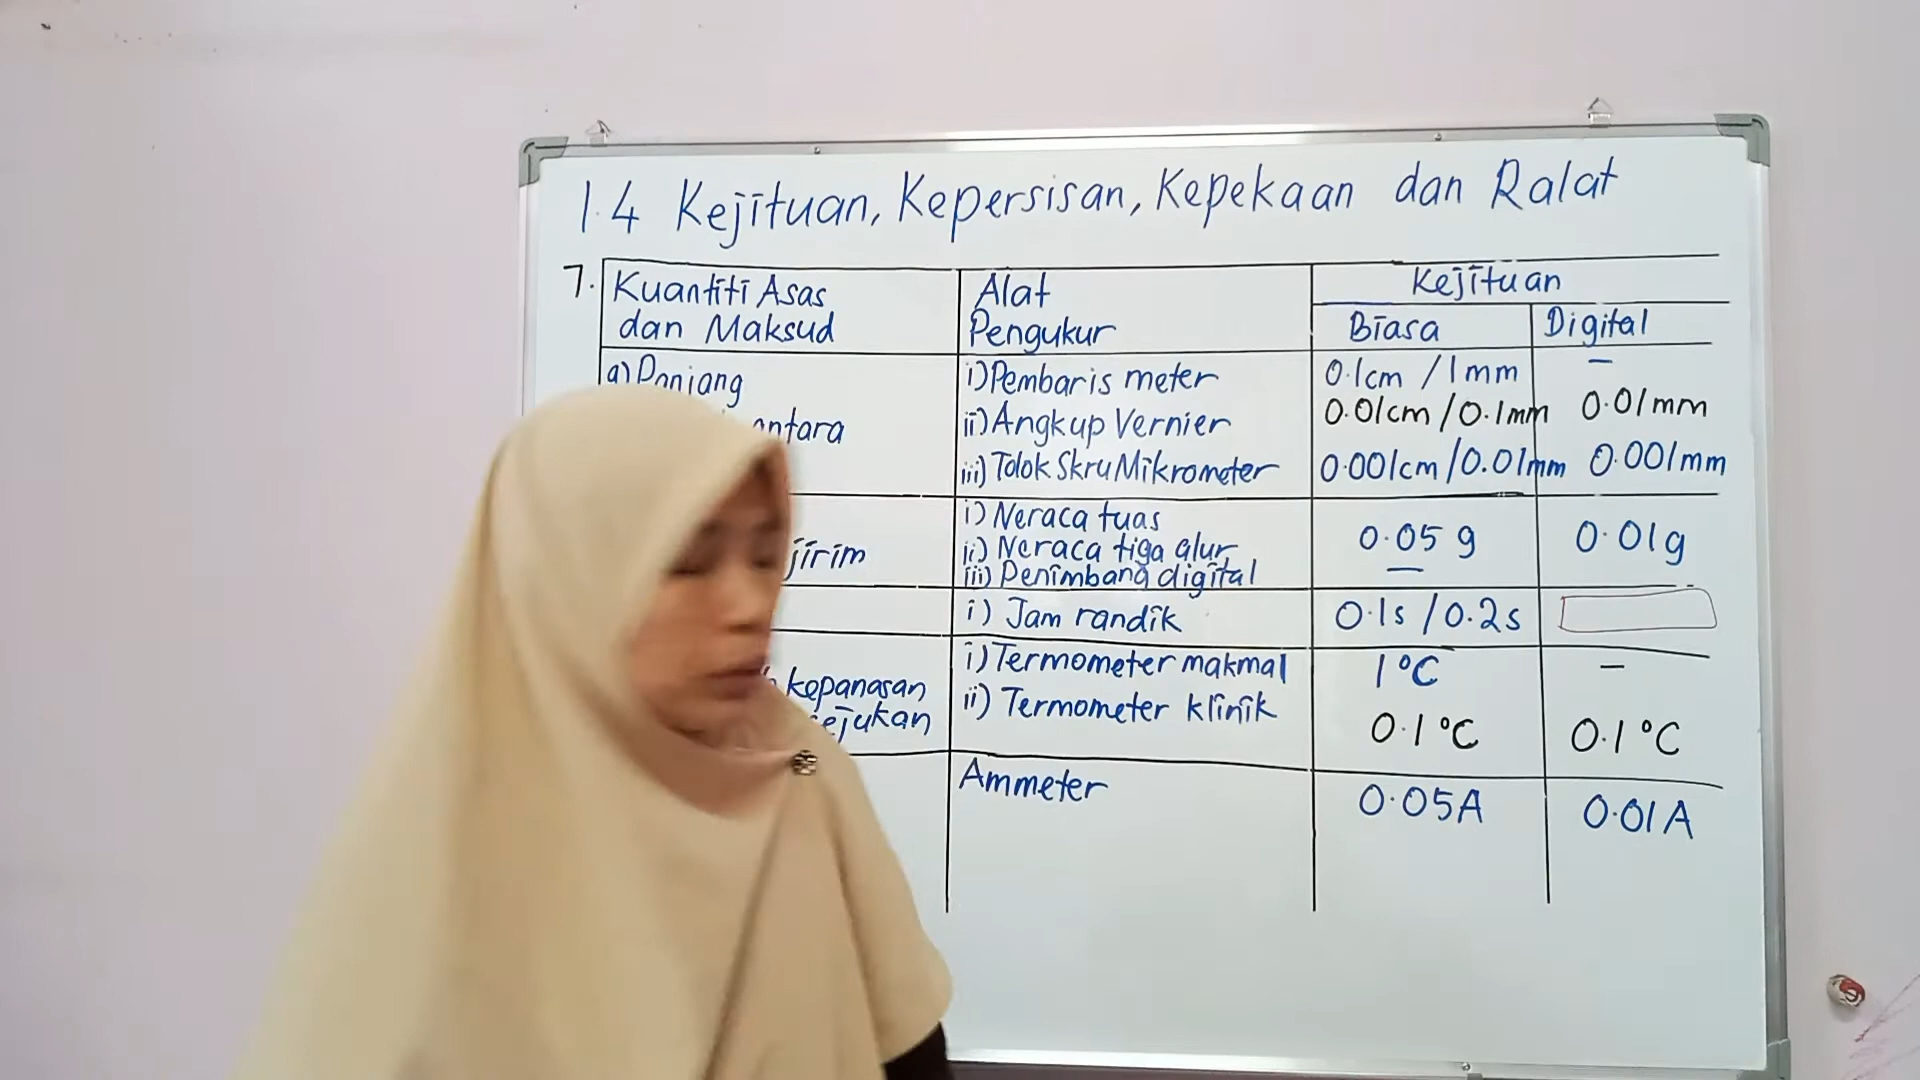 1.4 Kejituan, Kepersisan, Kepekaan dan Ralat
7. Kuantiti Asas dan Maksud
Alat Pengukur
Kejituan
Biasa
Digital
a) Panjang
antara
i) Pembaris meter
0.1cm / 1mm
–
ii) Angkup Vernier
0.01cm / 0.1mm
0.01mm
iii) Tolok Skru Mikrometer
0.001cm / 0.01mm
0.001mm
jirim
i) Neraca tuas
ii) Neraca tiga alur
iii) Penimbang digital
0.05 g
0.01g
i) Jam randik
0.1s / 0.2s
kepanasan
i) Termometer makmal
1°C
–
ii) Termometer klinik
0.1°C
0.1°C
Ammeter
0.05A
0.01A